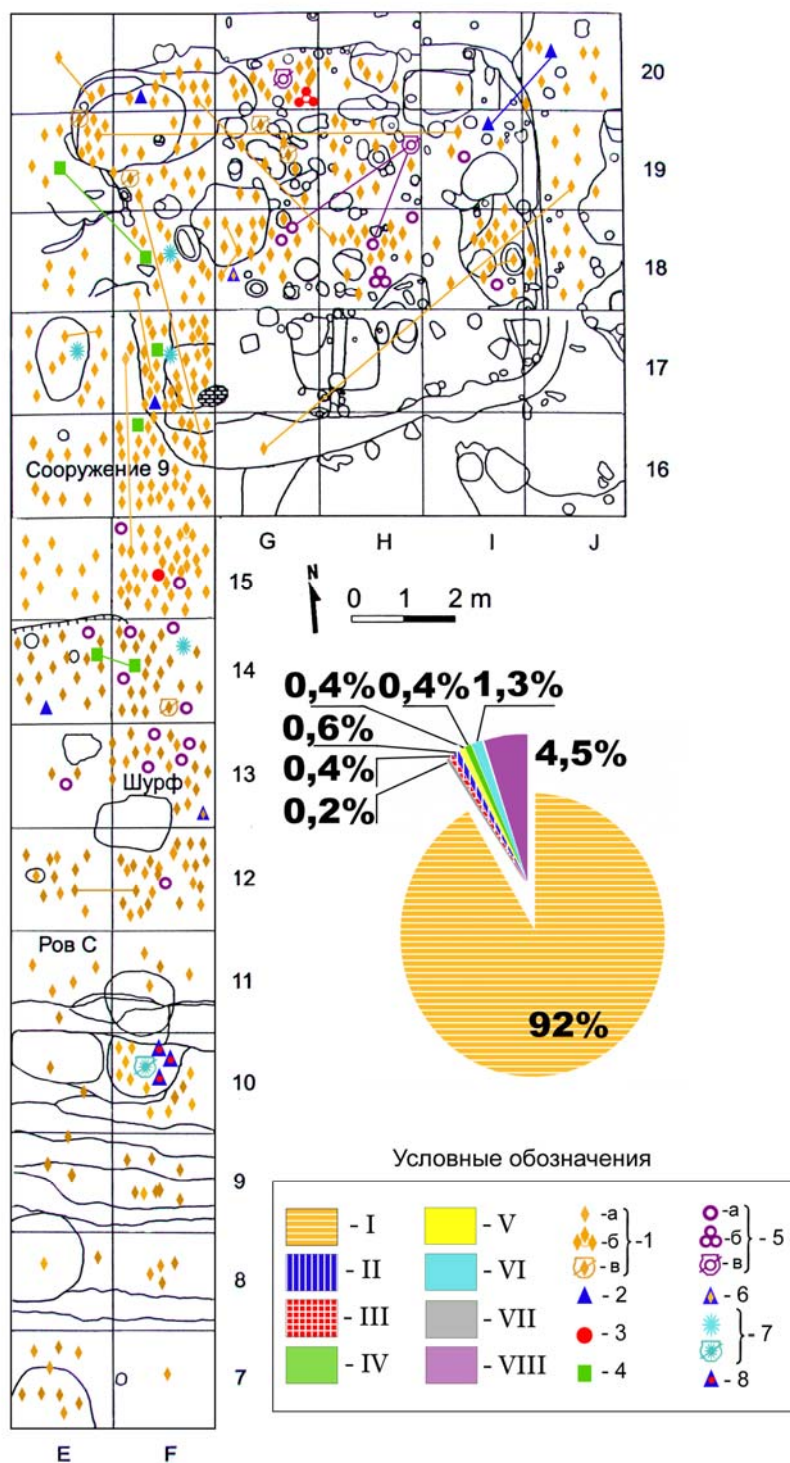 20
19
18
17
Сооружение 9
16
G H I J
15
N
0 1 2 m
14
0,4% 0,4% 1,3%
0,6%
4,5%
0,4%
0,2%
13
Шурф
12
Ров С
11
92%
10
9
8
7
E F
Условные обозначения
- I
- II
- III
- IV
- V
- VI
- VII
- VIII
-а
-б
-в
-1
- 2
- 3
- 4
-а
-б
-в
- 5
- 6
- 7
- 8